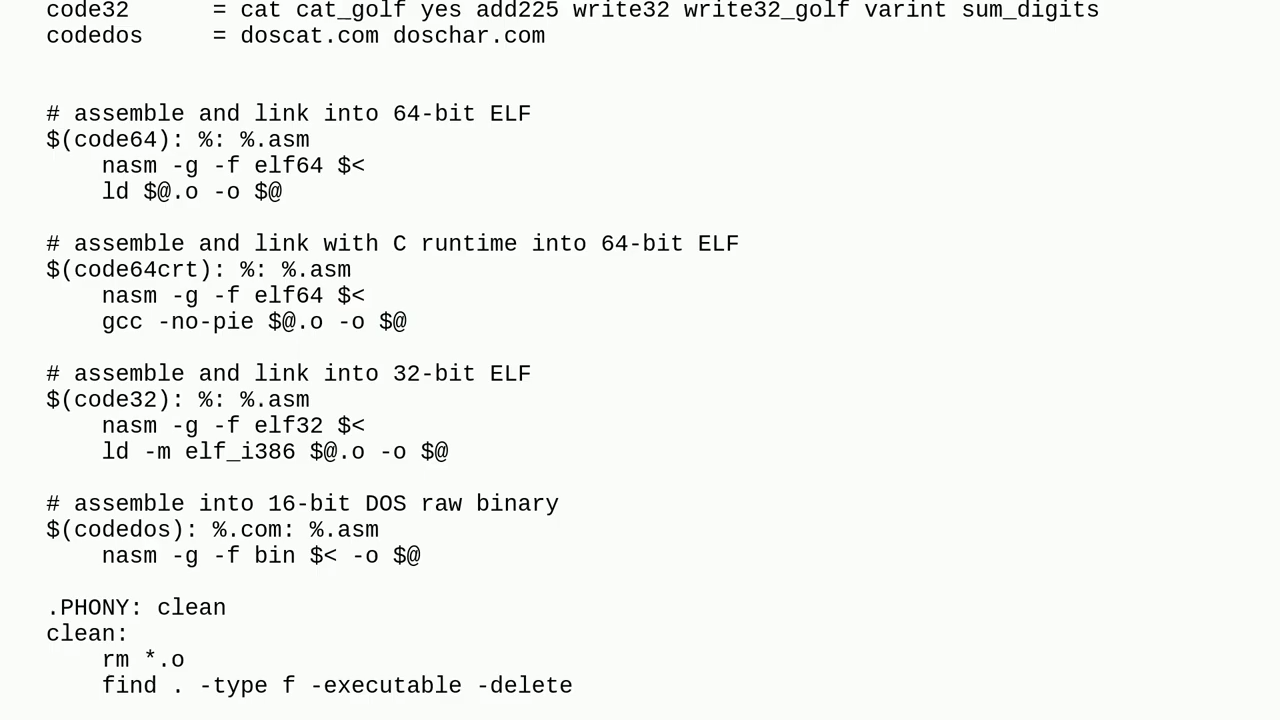 code32      = cat cat_golf yes add225 write32 write32_golf varint sum_digits
codedos     = doscat.com doschar.com

# assemble and link into 64-bit ELF
$(code64): %: %.asm
    nasm -g -f elf64 $<
    ld $@.o -o $@

# assemble and link with C runtime into 64-bit ELF
$(code64crt): %: %.asm
    nasm -g -f elf64 $<
    gcc -no-pie $@.o -o $@

# assemble and link into 32-bit ELF
$(code32): %: %.asm
    nasm -g -f elf32 $<
    ld -m elf_i386 $@.o -o $@

# assemble into 16-bit DOS raw binary
$(codedos): %.com: %.asm
    nasm -g -f bin $< -o $@

.PHONY: clean
clean:
    rm *.o
    find . -type f -executable -delete